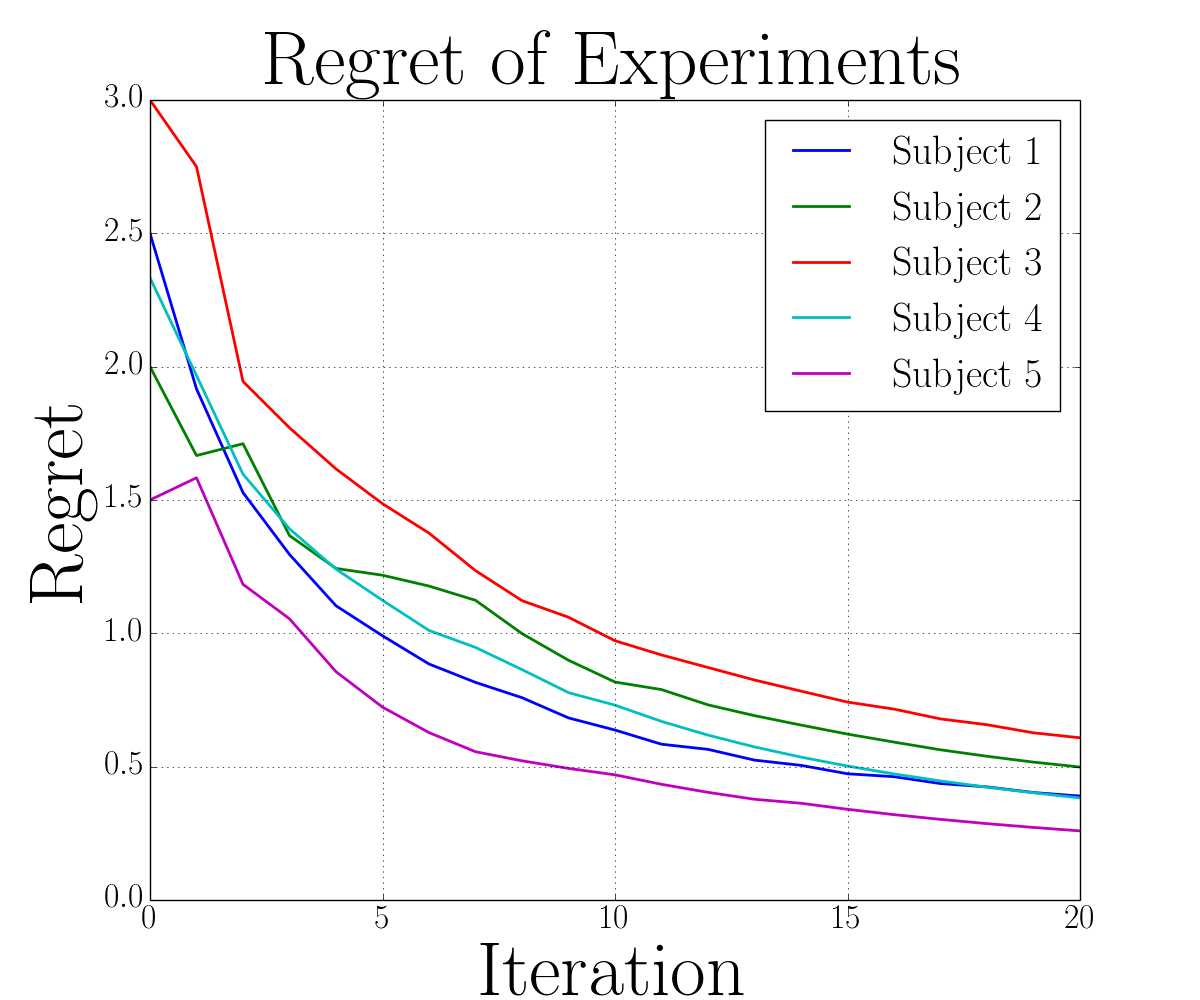 Regret of Experiments
3.0
2.5
2.0
1.5
1.0
0.5
0.0
Regret
Subject 1
Subject 2
Subject 3
Subject 4
Subject 5
0 5 10 15 20
Iteration